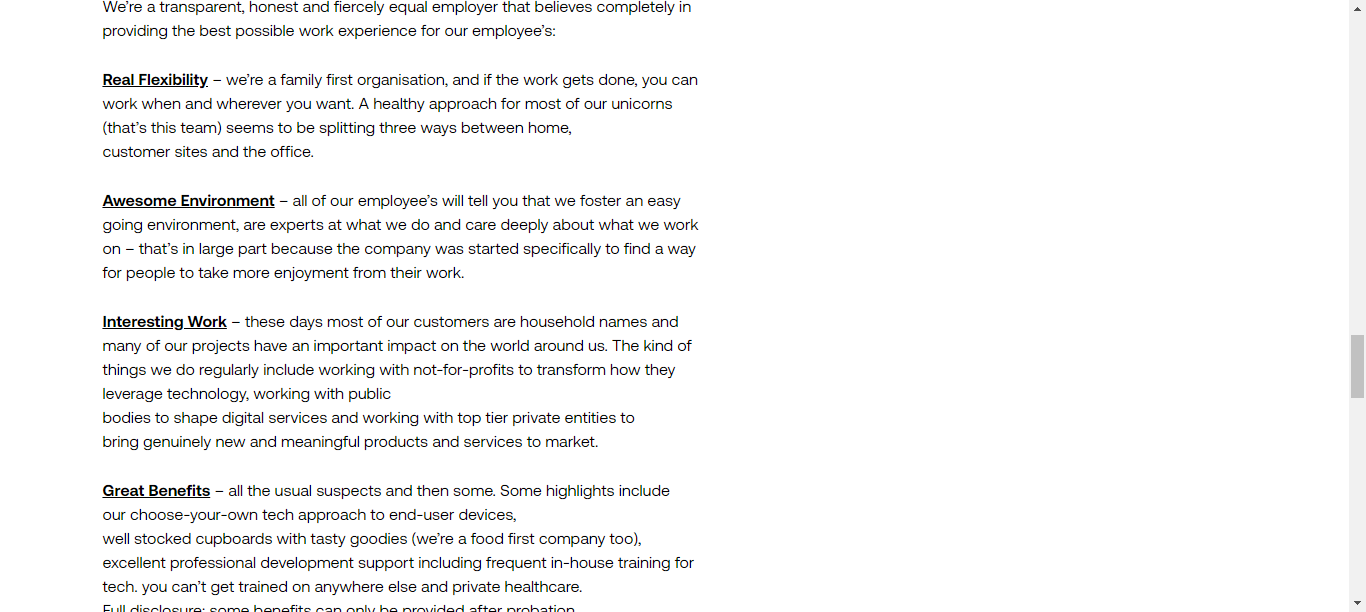 We’re a transparent, honest and fiercely equal employer that believes completely in
providing the best possible work experience for our employee’s:
Real Flexibility – we’re a family first organisation, and if the work gets done, you can
work when and wherever you want. A healthy approach for most of our unicorns
(that’s this team) seems to be splitting three ways between home,
customer sites and the office.
Awesome Environment – all of our employee’s will tell you that we foster an easy
going environment, are experts at what we do and care deeply about what we work
on – that’s in large part because the company was started specifically to find a way
for people to take more enjoyment from their work.
Interesting Work – these days most of our customers are household names and
many of our projects have an important impact on the world around us. The kind of
things we do regularly include working with not-for-profits to transform how they
leverage technology, working with public
bodies to shape digital services and working with top tier private entities to
bring genuinely new and meaningful products and services to market.
Great Benefits – all the usual suspects and then some. Some highlights include
our choose-your-own tech approach to end-user devices,
well stocked cupboards with tasty goodies (we’re a food first company too),
excellent professional development support including frequent in-house training for
tech. you can’t get trained on anywhere else and private healthcare.
Full disclosure: some benefits can only be provided after probation